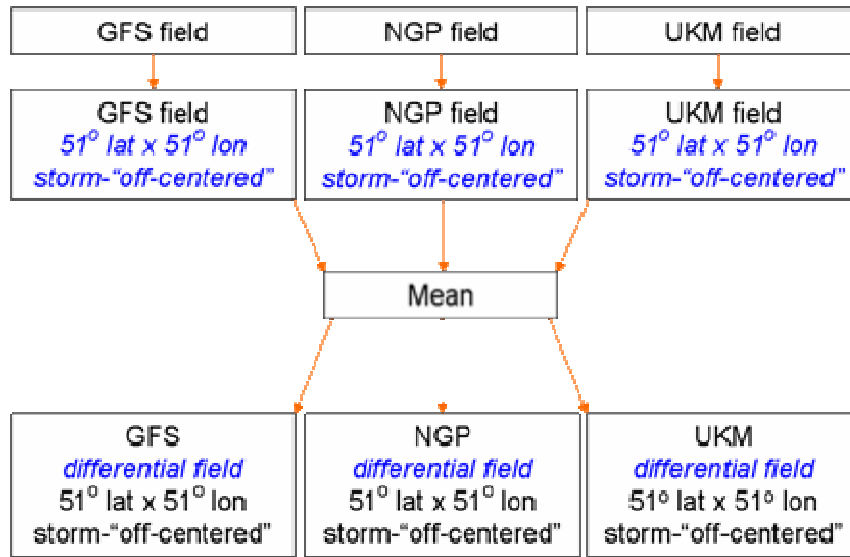 GFS field
NGP field
UKM field
GFS field
51° lat x 51° lon
storm-“off-centered”
NGP field
51° lat x 51° lon
storm-“off-centered”
UKM field
51° lat x 51° lon
storm-“off-centered”
Mean
GFS
differential field
51° lat x 51° lon
storm-“off-centered”
NGP
differential field
51° lat x 51° lon
storm-“off-centered”
UKM
differential field
51º lat x 51º lon
storm-“off-centered”